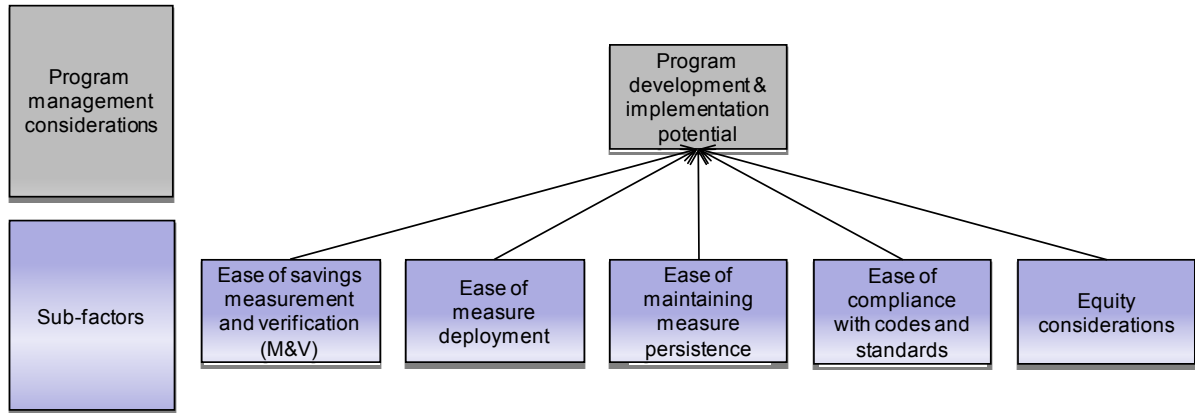 Program
management
considerations
Program
development &
implementation
potential
Sub-factors
Ease of savings
measurement
and verification
(M&V)
Ease of
measure
deployment
Ease of
maintaining
measure
persistence
Ease of
compliance
with codes and
standards
Equity
considerations